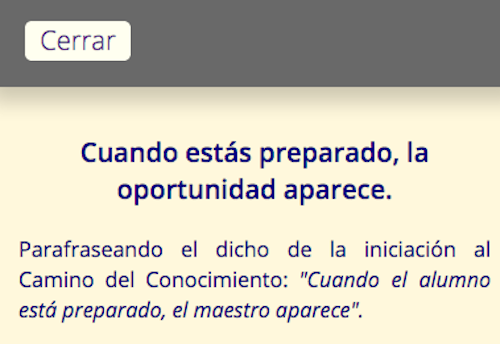 Cerrar
Cuando estás preparado, la
oportunidad aparece.
Parafraseando el dicho de la iniciación al
Camino del Conocimiento: "Cuando el alumno
está preparado, el maestro aparece".